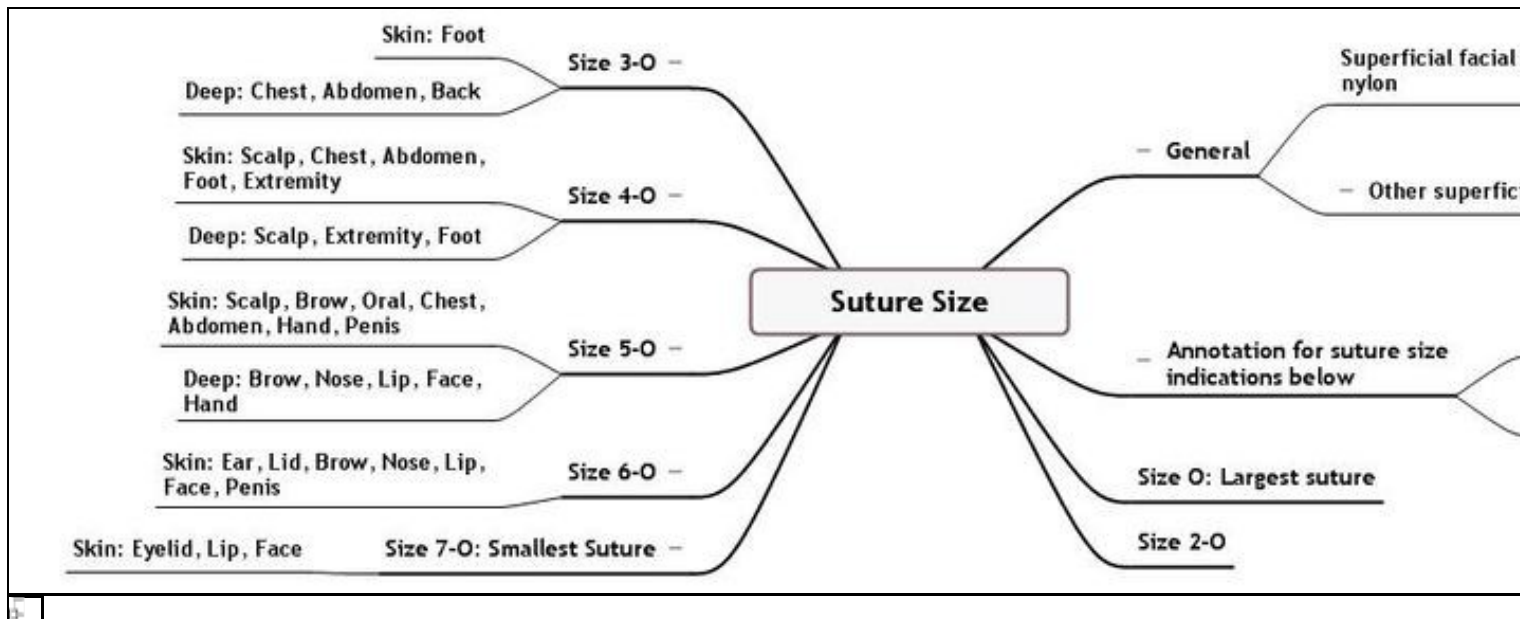 Skin: Foot
Size 3-O
Deep: Chest, Abdomen, Back
Skin: Scalp, Chest, Abdomen,
Foot, Extremity
Size 4-O
Deep: Scalp, Extremity, Foot
Skin: Scalp, Brow, Oral, Chest,
Abdomen, Hand, Penis
Size 5-O
Deep: Brow, Nose, Lip, Face,
Hand
Skin: Ear, Lid, Brow, Nose, Lip,
Face, Penis
Size 6-O
Skin: Eyelid, Lip, Face
Size 7-O: Smallest Suture
Suture Size
Superficial facial
nylon
General
Other
Annotation for suture size
indications below
Size O: Largest suture
Size 2-O